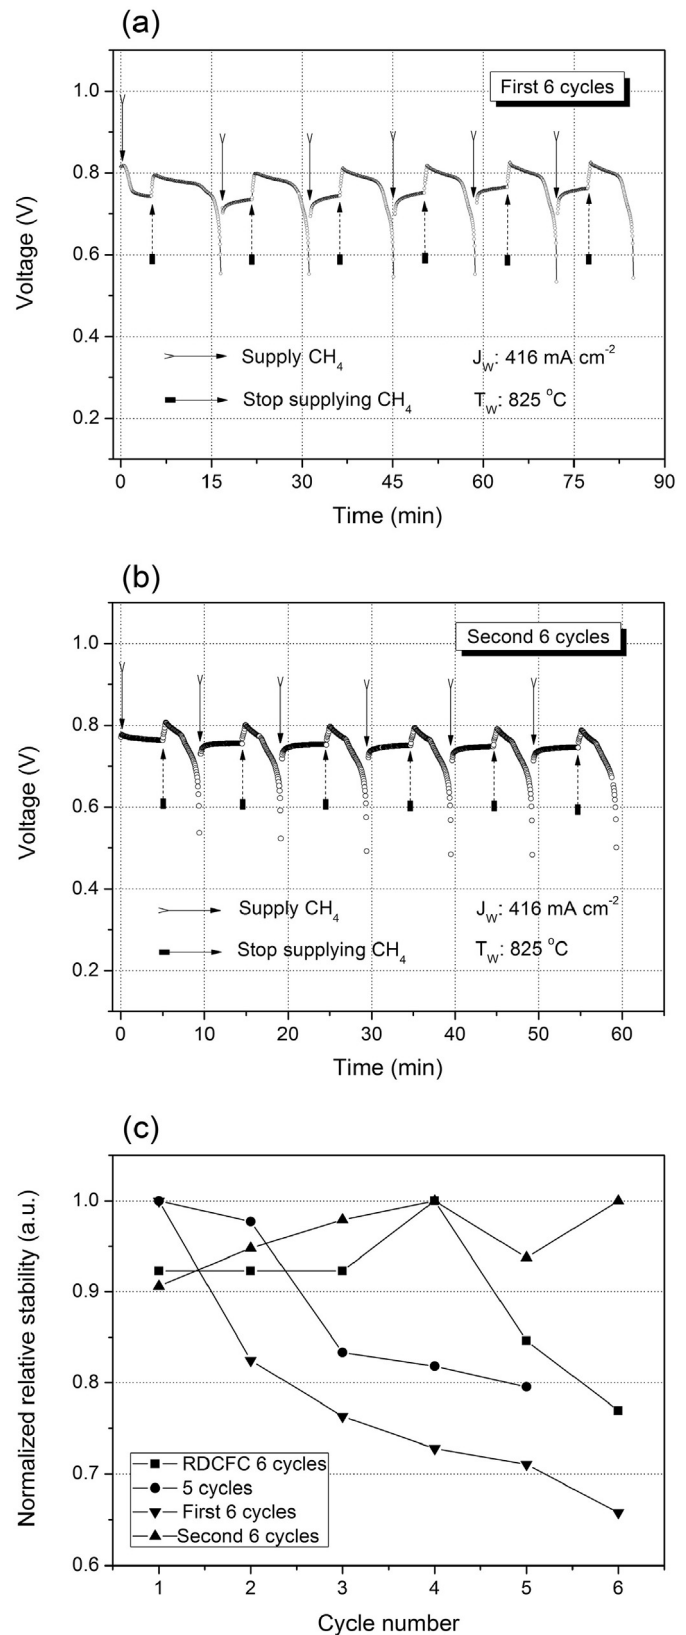 (a)
First 6 cycles
1.0
0.8
0.6
0.4
0.2
Voltage (V)
Supply CH4
JW: 416 mA cm-2
Stop supplying CH4
TW: 825 oC
0 15 30 45 60 75 90
Time (min)
(b)
Second 6 cycles
1.0
0.8
0.6
0.4
0.2
Voltage (V)
Supply CH4
JW: 416 mA cm-2
Stop supplying CH4
TW: 825 oC
0 10 20 30 40 50 60
Time (min)
(c)
1.0
0.9
0.8
0.7
0.6
Normalized relative stability (a.u.)
RDCFC 6 cycles
5 cycles
First 6 cycles
Second 6 cycles
1 2 3 4 5 6
Cycle number